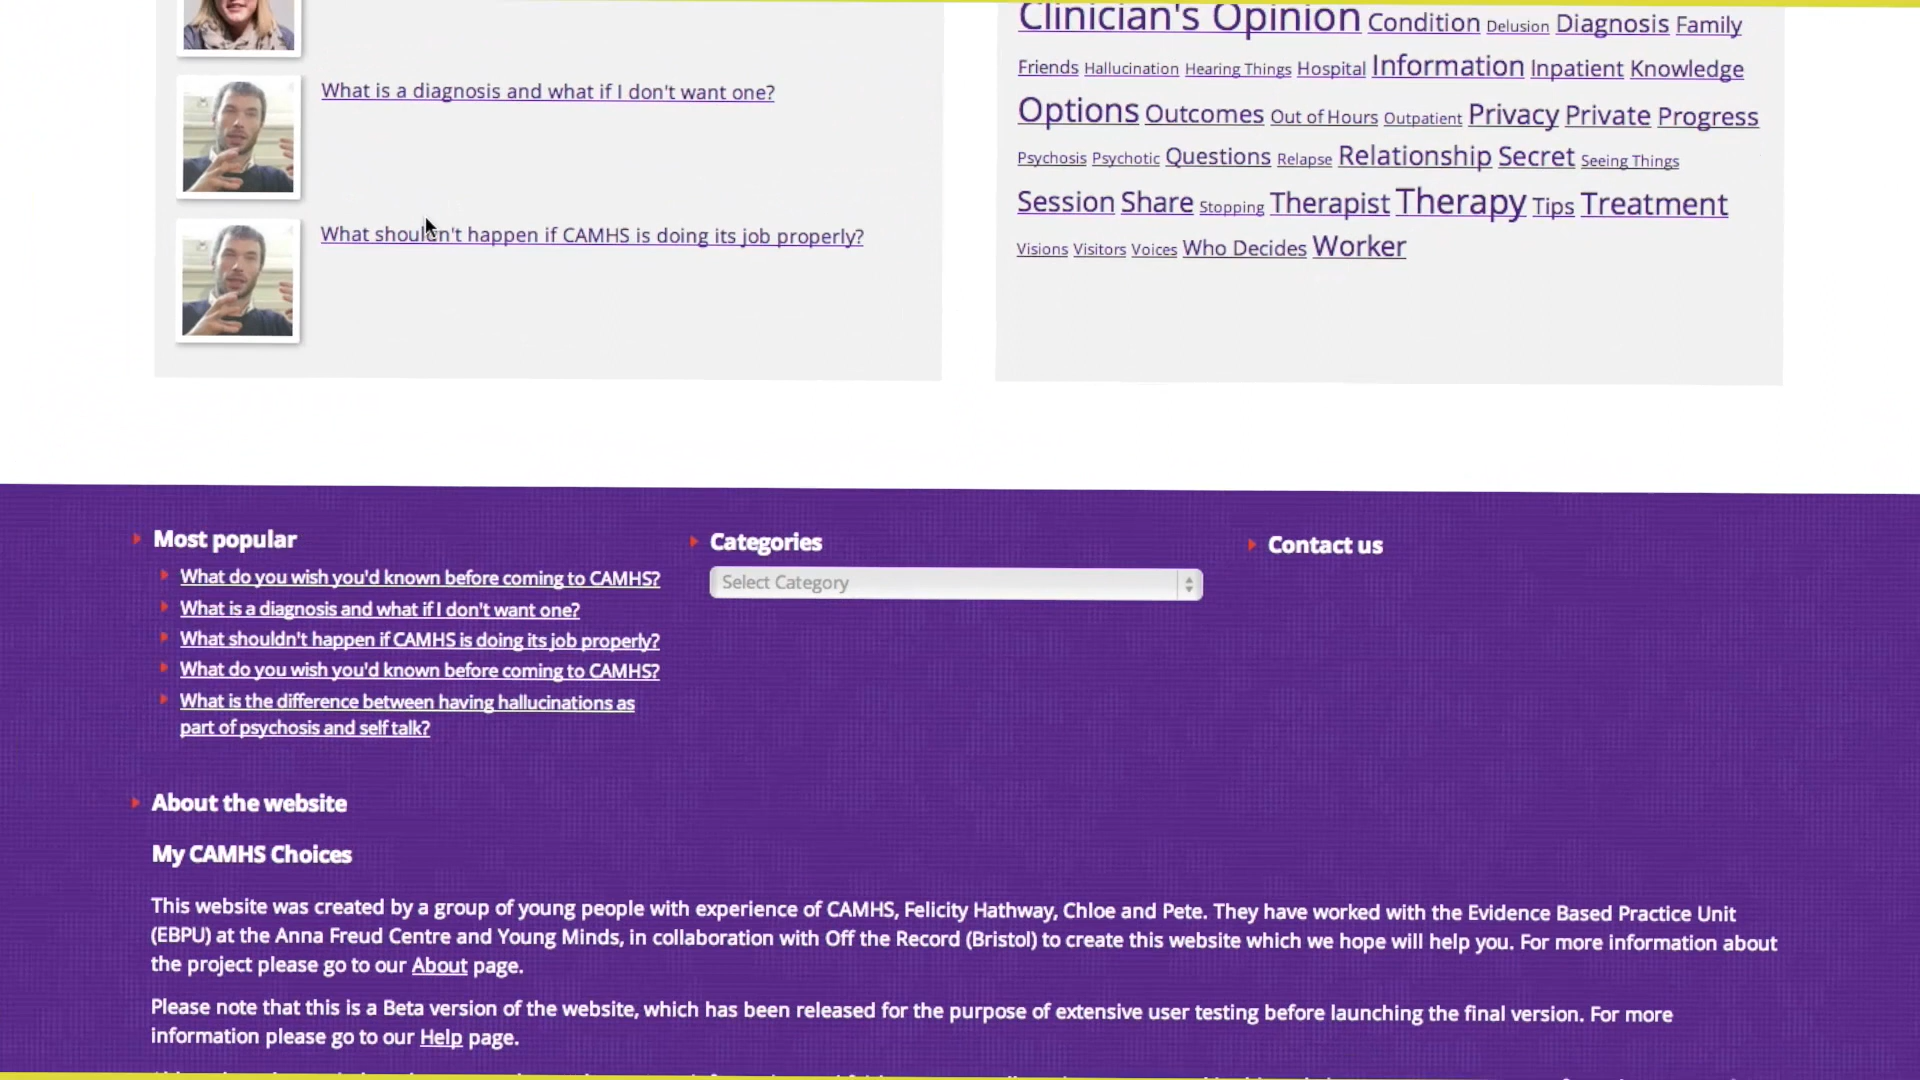 What is a diagnosis and what if I don't want one?
What shouldn't happen if CAMHS is doing its job properly?
Clinician's Opinion Condition Delusion Diagnosis Family
Friends Hallucination Hearing Things Hospital Information Inpatient Knowledge
Options Outcomes Out of Hours Outpatient Privacy Private Progress
Psychosis Psychotic Questions Relapse Relationship Secret Seeing Things
Session Share Stopping Therapist Therapy Tips Treatment
Visions Visitors Voices Who Decides Worker
Most popular
What do you wish you'd known before coming to CAMHS?
What is a diagnosis and what if I don't want one?
What shouldn't happen if CAMHS is doing its job properly?
What do you wish you'd known before coming to CAMHS?
What is the difference between having hallucinations as
part of psychosis and self talk?
Categories
Select Category
Contact us
About the website
My CAMHS Choices
This website was created by a group of young people with experience of CAMHS, Felicity Hathway, Chloe and Pete. They have worked with the Evidence Based Practice Unit
(EBPU) at the Anna Freud Centre and Young Minds, in collaboration with Off the Record (Bristol) to create this website which we hope will help you. For more information about
the project please go to our About page.
Please note that this is a Beta version of the website, which has been released for the purpose of extensive user testing before launching the final version. For more
information please go to our Help page.